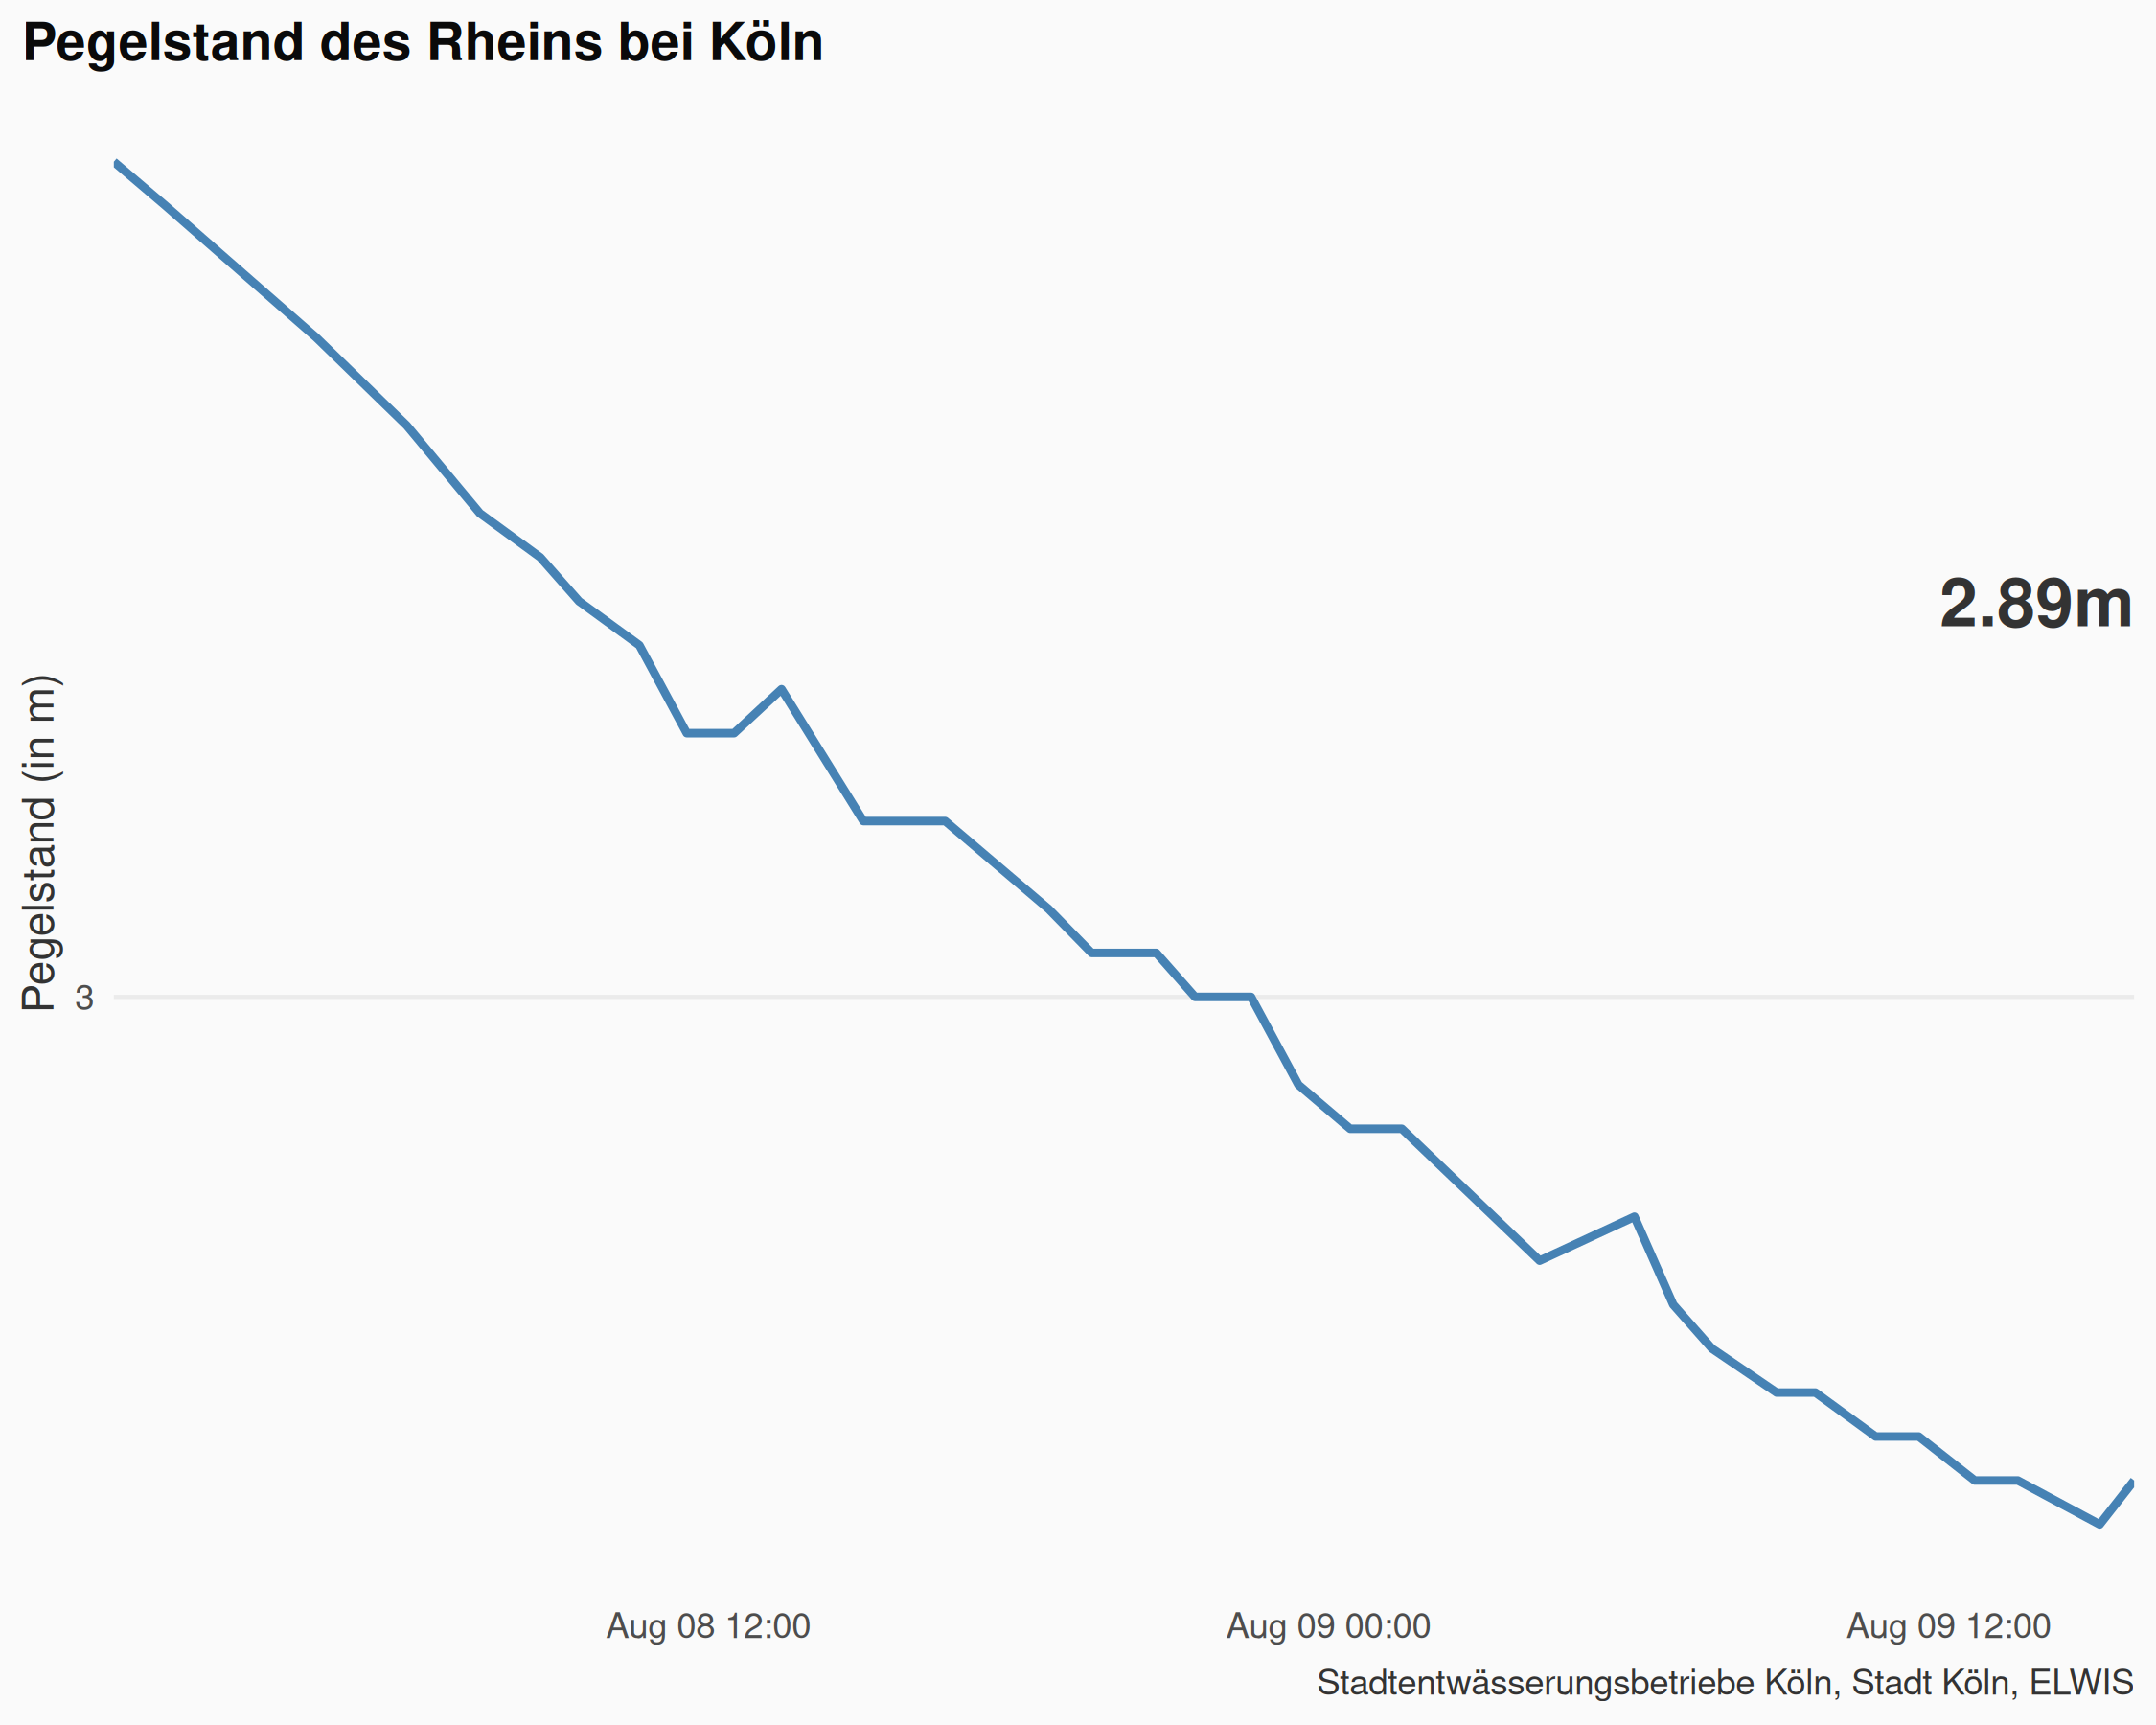 Pegelstand des Rheins bei Köln
2.89m
Pegelstand (in m)
3
Aug 08 12:00
Aug 09 00:00
Aug 09 12:00
Stadtentwässerungsbetriebe Köln, Stadt Köln, ELWIS